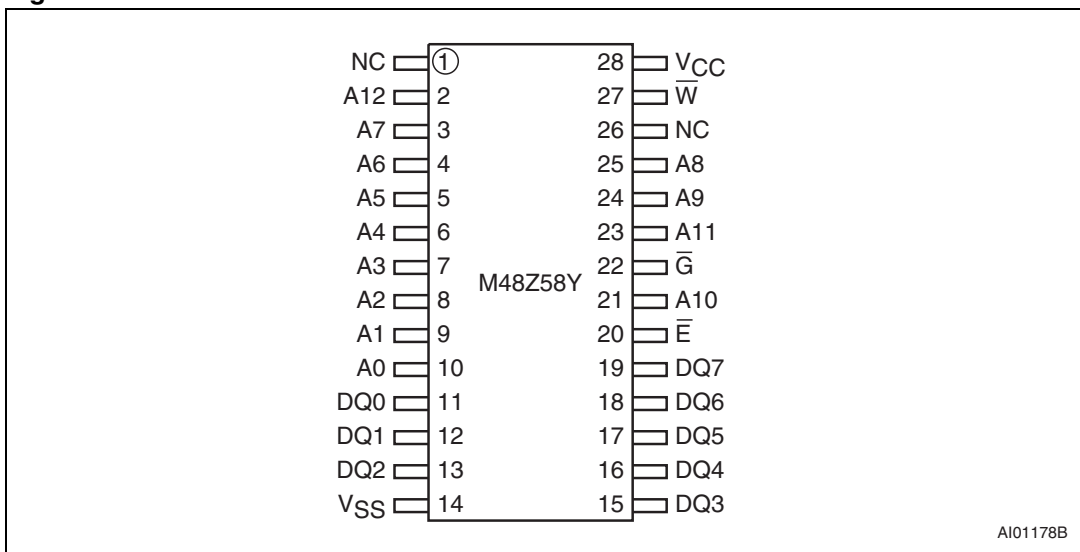 NC 1 28 VCC
A12 2 27 W̅
A7 3 26 NC
A6 4 25 A8
A5 5 24 A9
A4 6 23 A11
A3 7 22 G̅
M48Z58Y
A2 8 21 A10
A1 9 20 E̅
A0 10 19 DQ7
DQ0 11 18 DQ6
DQ1 12 17 DQ5
DQ2 13 16 DQ4
VSS 14 15 DQ3
AI01178B